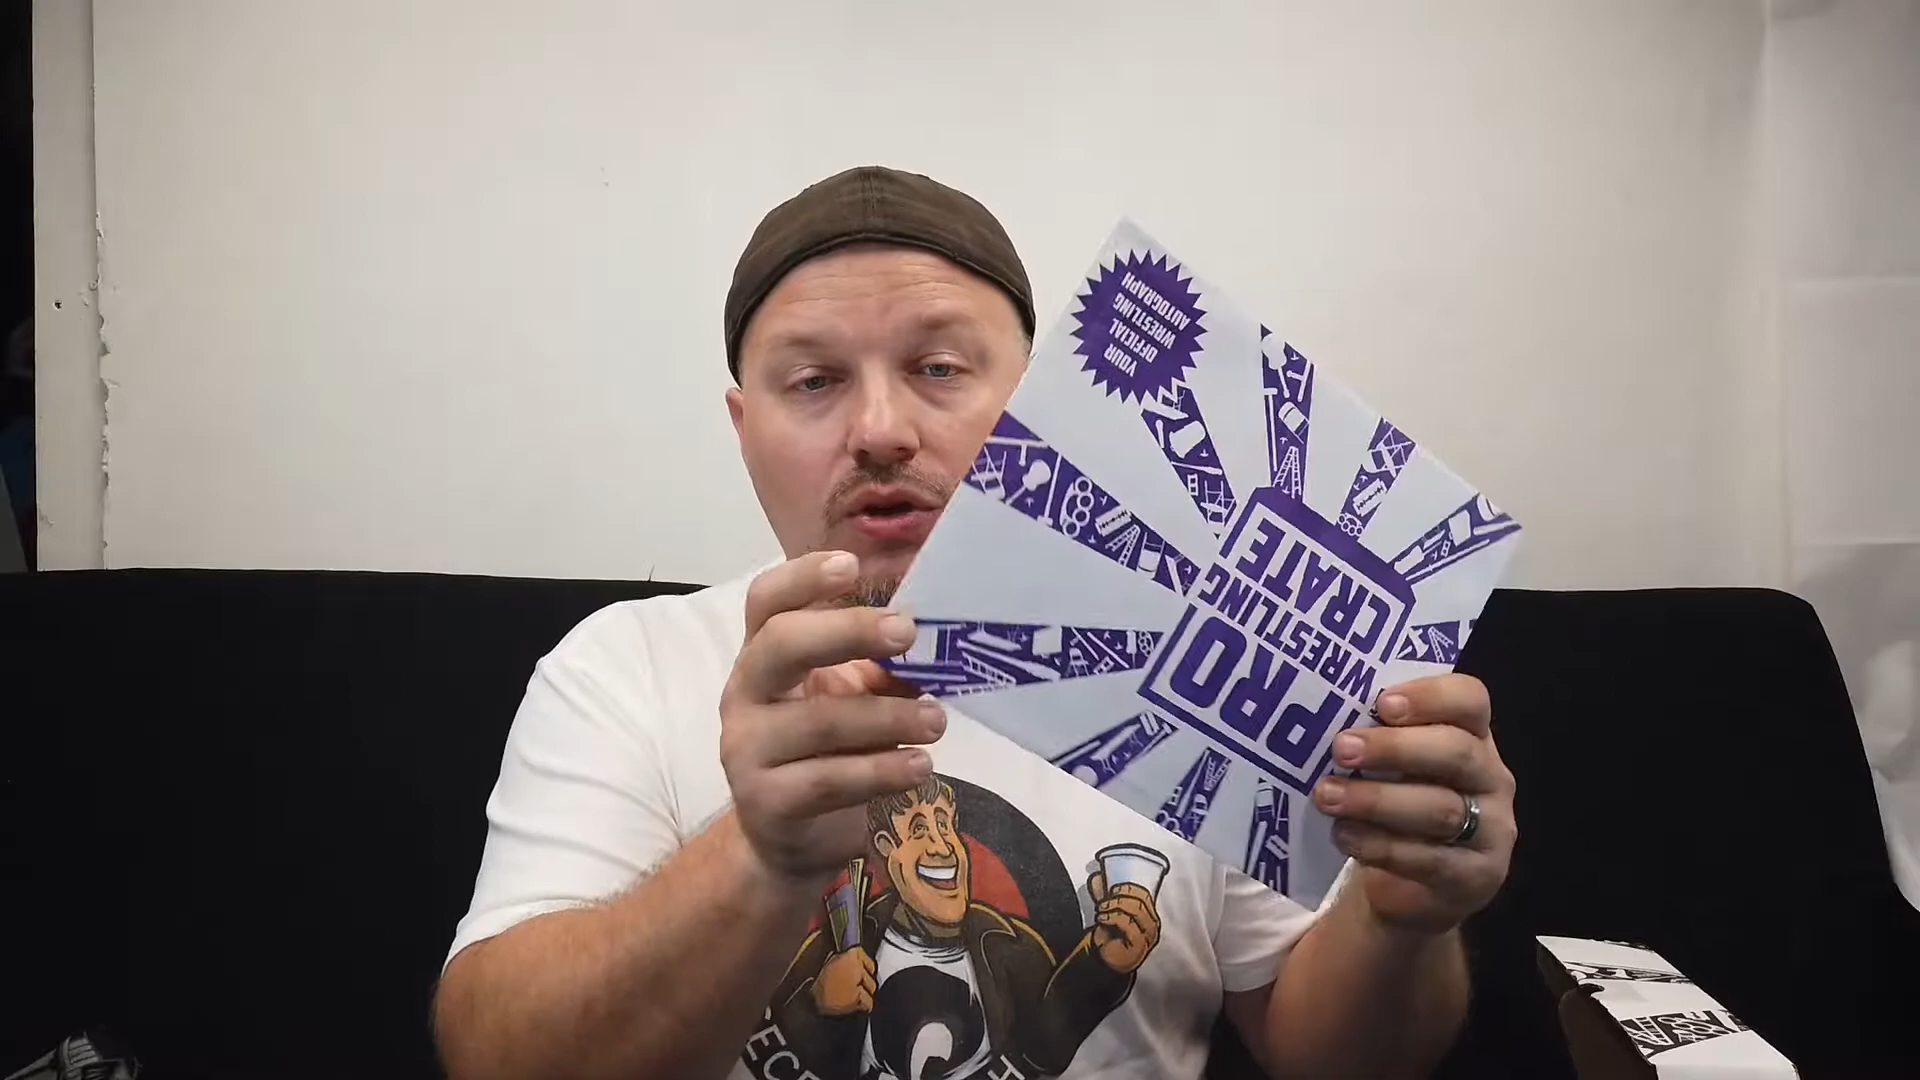 YOUR
OFFICIAL
WRESTLING
AUTOGRAPH
PRO
WRESTLING
CRATE